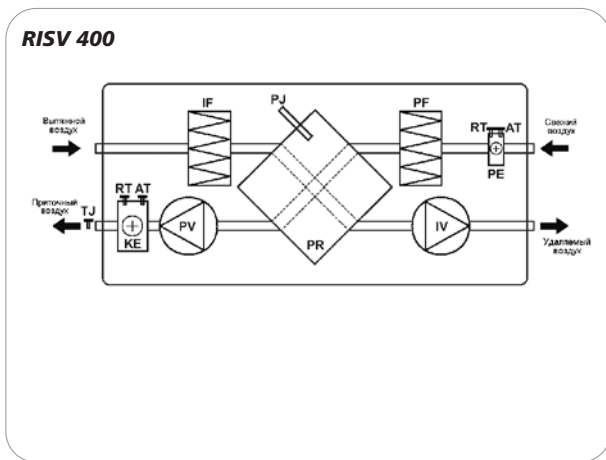 RISV 400
IF
PJ
PF
Вытяжной
воздух
RT AT
Свежий
воздух
PE
Приточный
воздух
TJ
RT AT
KE
PV
PR
IV
Удаляемый
воздух